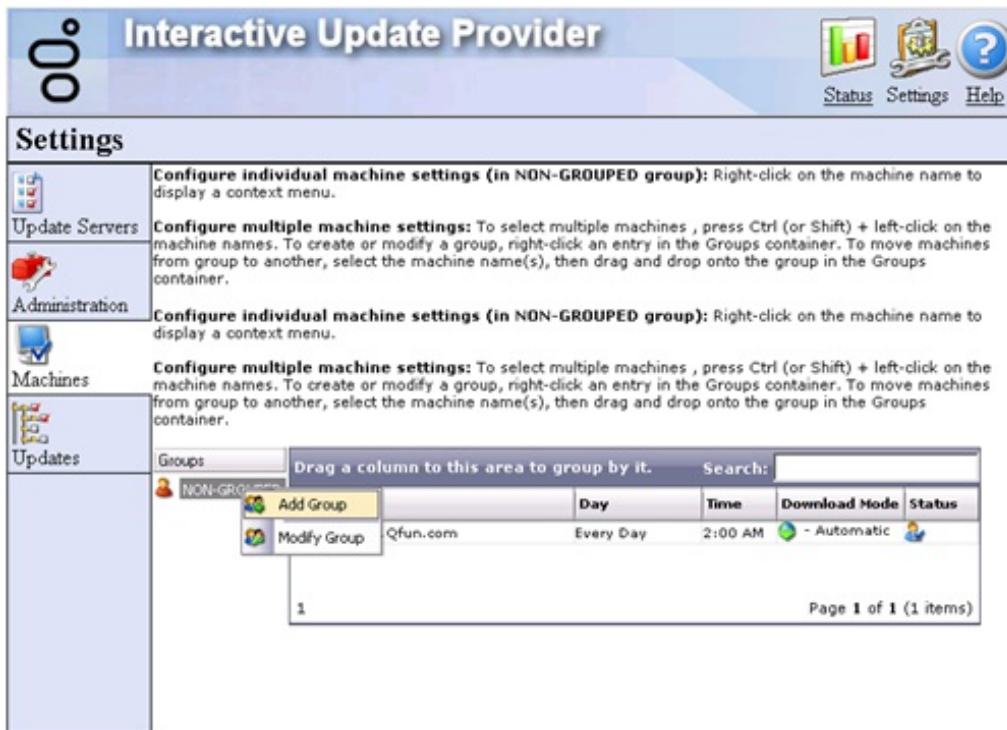 Interactive Update Provider
Status Settings Help
Settings
Update Servers
Administration
Machines
Updates
Configure individual machine settings (in NON-GROUPED group): Right-click on the machine name to
display a context menu.
Configure multiple machine settings: To select multiple machines , press Ctrl (or Shift) + left-click on the
machine names. To create or modify a group, right-click an entry in the Groups container. To move machines
from group to another, select the machine name(s), then drag and drop onto the group in the Groups
container.
Configure individual machine settings (in NON-GROUPED group): Right-click on the machine name to
display a context menu.
Configure multiple machine settings: To select multiple machines , press Ctrl (or Shift) + left-click on the
machine names. To create or modify a group, right-click an entry in the Groups container. To move machines
from group to another, select the machine name(s), then drag and drop onto the group in the Groups
container.
Groups
NON-GROUPED
Add Group
Modify Group
Drag a column to this area to group by it. Search:
Day Time Download Mode Status
.Qfun.com Every Day 2:00 AM - Automatic
1 Page 1 of 1 (1 items)